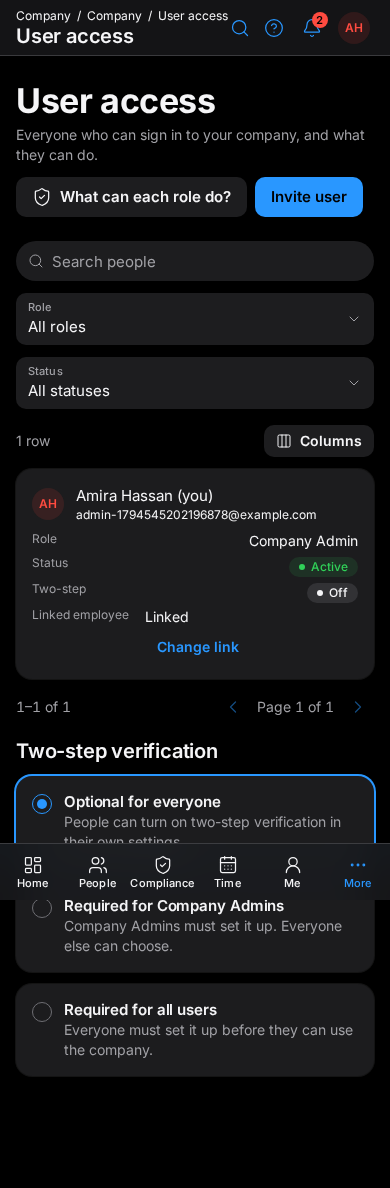 Company / Company / User access
User access
2
AH
User access
Everyone who can sign in to your company, and what
they can do.
What can each role do?
Invite user
Search people
Role
All roles
Status
All statuses
1 row
Columns
AH
Amira Hassan (you)
admin-1794545202196878@example.com
Role
Company Admin
Status
Active
Two-step
Off
Linked employee
Linked
Change link
1–1 of 1
Page 1 of 1
Two-step verification
Optional for everyone
People can turn on two-step verification in
their own settings.
Home
People
Compliance
Time
Me
More
Required for Company Admins
Company Admins must set it up. Everyone
else can choose.
Required for all users
Everyone must set it up before they can use
the company.